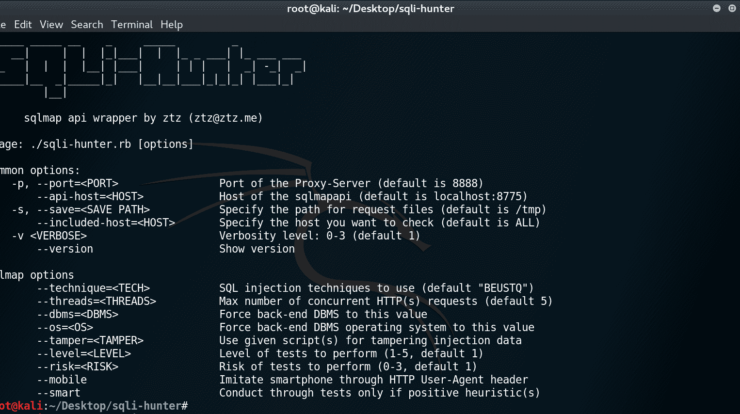 root@kali: ~/Desktop/sqli-hunter
e Edit View Search Terminal Help
SQLi-Hunter
sqlmap api wrapper by ztz (ztz@ztz.me)
age: ./sqli-hunter.rb [options]
mmon options:
-p, --port=<PORT> Port of the Proxy-Server (default is 8888)
--api-host=<HOST> Host of the sqlmapapi (default is localhost:8775)
-s, --save=<SAVE PATH> Specify the path for request files (default is /tmp)
--included-host=<HOST> Specify the host you want to check (default is ALL)
-v <VERBOSE> Verbosity level: 0-3 (default 1)
--version Show version
lmap options
--technique=<TECH> SQL injection techniques to use (default "BEUSTQ")
--threads=<THREADS> Max number of concurrent HTTP(s) requests (default 5)
--dbms=<DBMS> Force back-end DBMS to this value
--os=<OS> Force back-end DBMS operating system to this value
--tamper=<TAMPER> Use given script(s) for tampering injection data
--level=<LEVEL> Level of tests to perform (1-5, default 1)
--risk=<RISK> Risk of tests to perform (0-3, default 1)
--mobile Imitate smartphone through HTTP User-Agent header
--smart Conduct through tests only if positive heuristic(s)
ot@kali:~/Desktop/sqli-hunter#